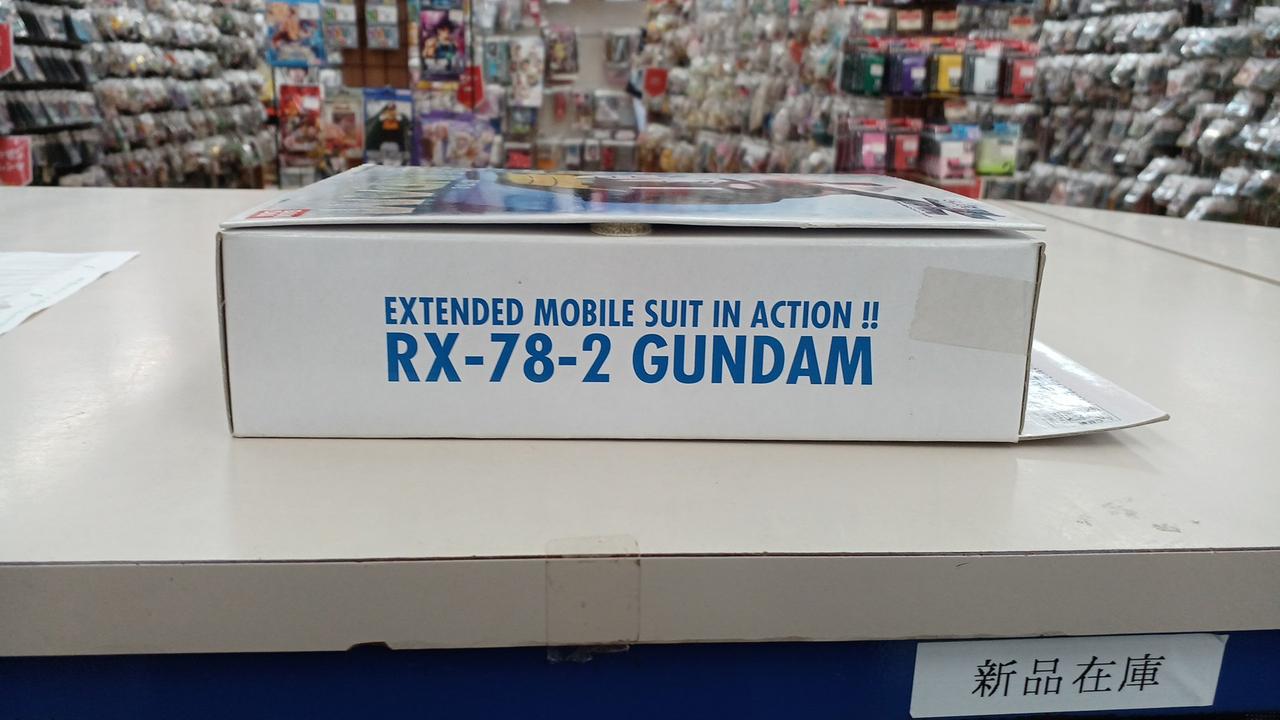 EXTENDED MOBILE SUIT IN ACTION !!
RX-78-2 GUNDAM
新品在庫